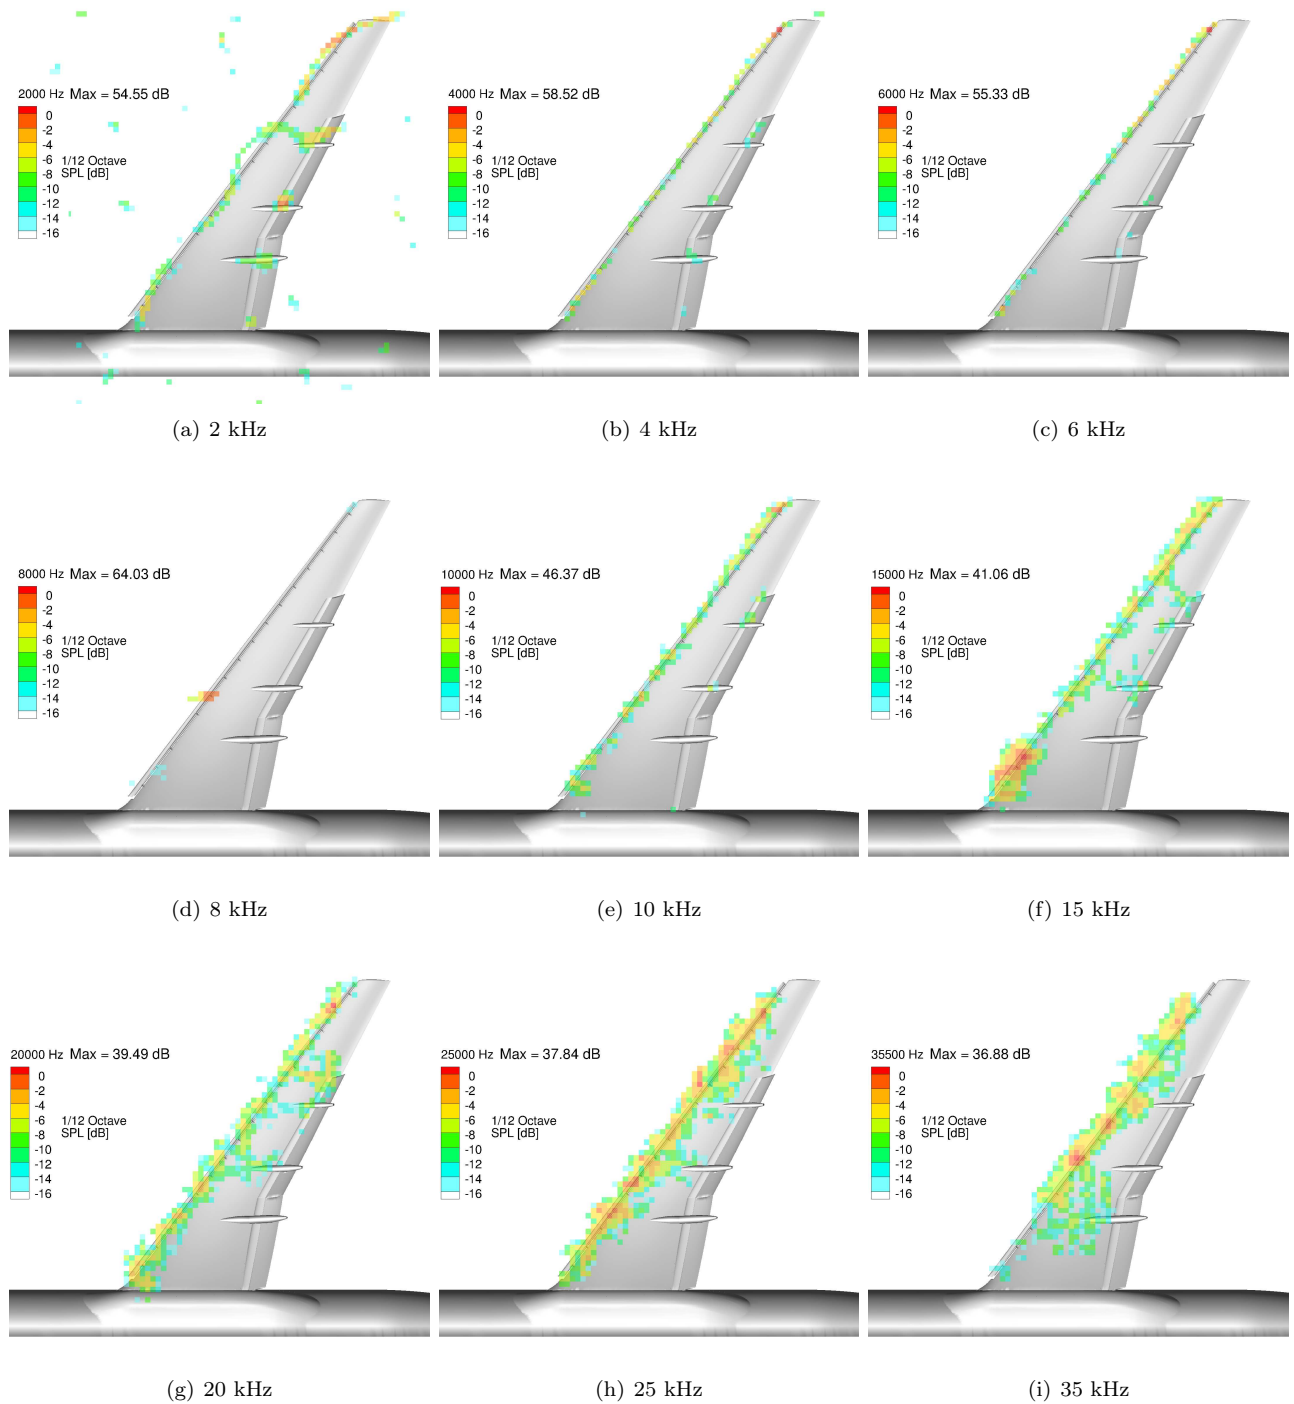 2000 Hz Max = 54.55 dB
0
-2
-4
-6
-8
-10
-12
-14
-16
1/12 Octave
SPL [dB]
(a) 2 kHz
4000 Hz Max = 58.52 dB
0
-2
-4
-6
-8
-10
-12
-14
-16
1/12 Octave
SPL [dB]
(b) 4 kHz
6000 Hz Max = 55.33 dB
0
-2
-4
-6
-8
-10
-12
-14
-16
1/12 Octave
SPL [dB]
(c) 6 kHz
8000 Hz Max = 64.03 dB
0
-2
-4
-6
-8
-10
-12
-14
-16
1/12 Octave
SPL [dB]
(d) 8 kHz
10000 Hz Max = 46.37 dB
0
-2
-4
-6
-8
-10
-12
-14
-16
1/12 Octave
SPL [dB]
(e) 10 kHz
15000 Hz Max = 41.06 dB
0
-2
-4
-6
-8
-10
-12
-14
-16
1/12 Octave
SPL [dB]
(f) 15 kHz
20000 Hz Max = 39.49 dB
0
-2
-4
-6
-8
-10
-12
-14
-16
1/12 Octave
SPL [dB]
(g) 20 kHz
25000 Hz Max = 37.84 dB
0
-2
-4
-6
-8
-10
-12
-14
-16
1/12 Octave
SPL [dB]
(h) 25 kHz
35500 Hz Max = 36.88 dB
0
-2
-4
-6
-8
-10
-12
-14
-16
1/12 Octave
SPL [dB]
(i) 35 kHz